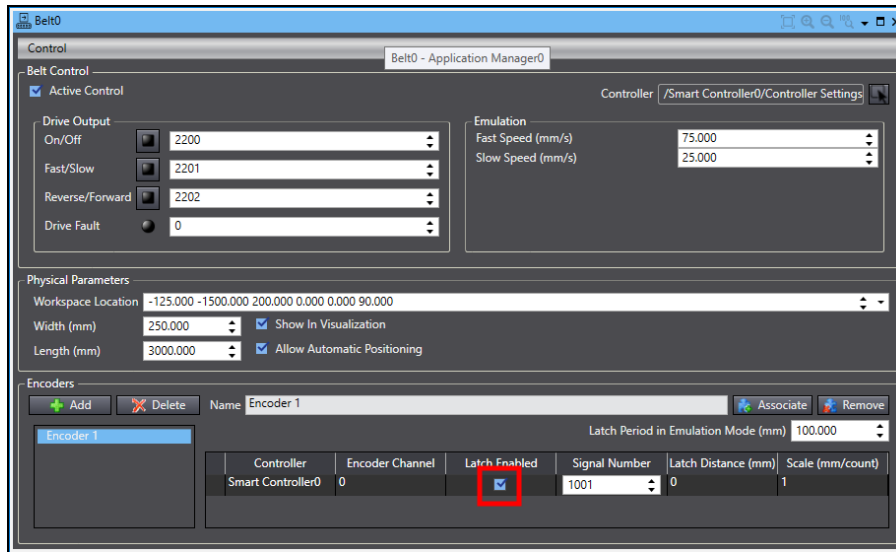 Belt0
Control
Belt0 - Application Manager0
Belt Control
Active Control
Controller /Smart Controller0/Controller Settings
Drive Output
On/Off 2200
Fast/Slow 2201
Reverse/Forward 2202
Drive Fault 0
Emulation
Fast Speed (mm/s) 75.000
Slow Speed (mm/s) 25.000
Physical Parameters
Workspace Location -125.000 -1500.000 200.000 0.000 0.000 90.000
Width (mm) 250.000 Show In Visualization
Length (mm) 3000.000 Allow Automatic Positioning
Encoders
Add Delete Name Encoder 1 Associate Remove
Latch Period in Emulation Mode (mm) 100.000
Encoder 1
Controller Encoder Channel Latch Enabled Signal Number Latch Distance (mm) Scale (mm/count)
Smart Controller0 0 1001 0 1